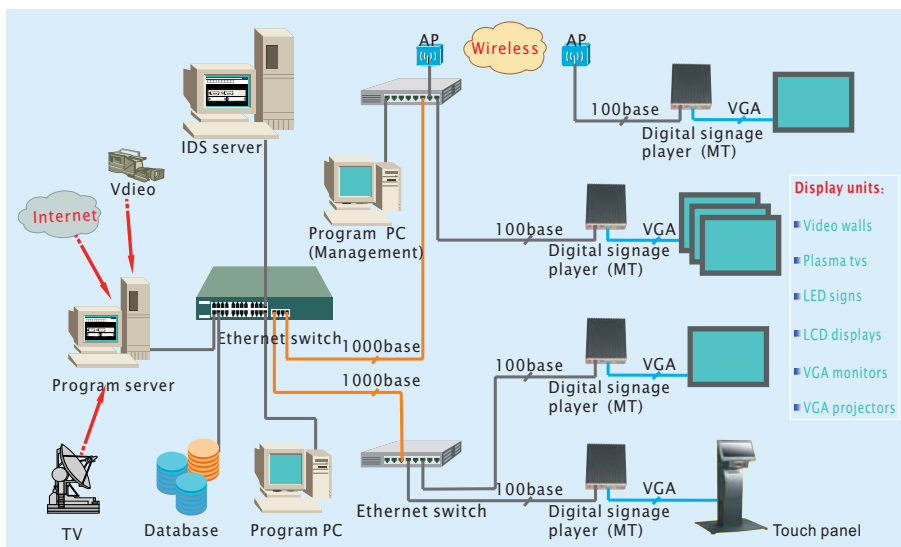 AP
Wireless
AP
100base
VGA
Digital signage
player (MT)
IDS server
Vdieo
Internet
Program PC
(Management)
100base
VGA
Digital signage
player (MT)
Display units:
Video walls
Plasma tvs
LED signs
LCD displays
VGA monitors
VGA projectors
Ethernet switch
1000base
1000base
Program server
100base
VGA
Digital signage
player (MT)
100base
VGA
Digital signage
player (MT)
TV
Database
Program PC
Ethernet switch
Touch panel